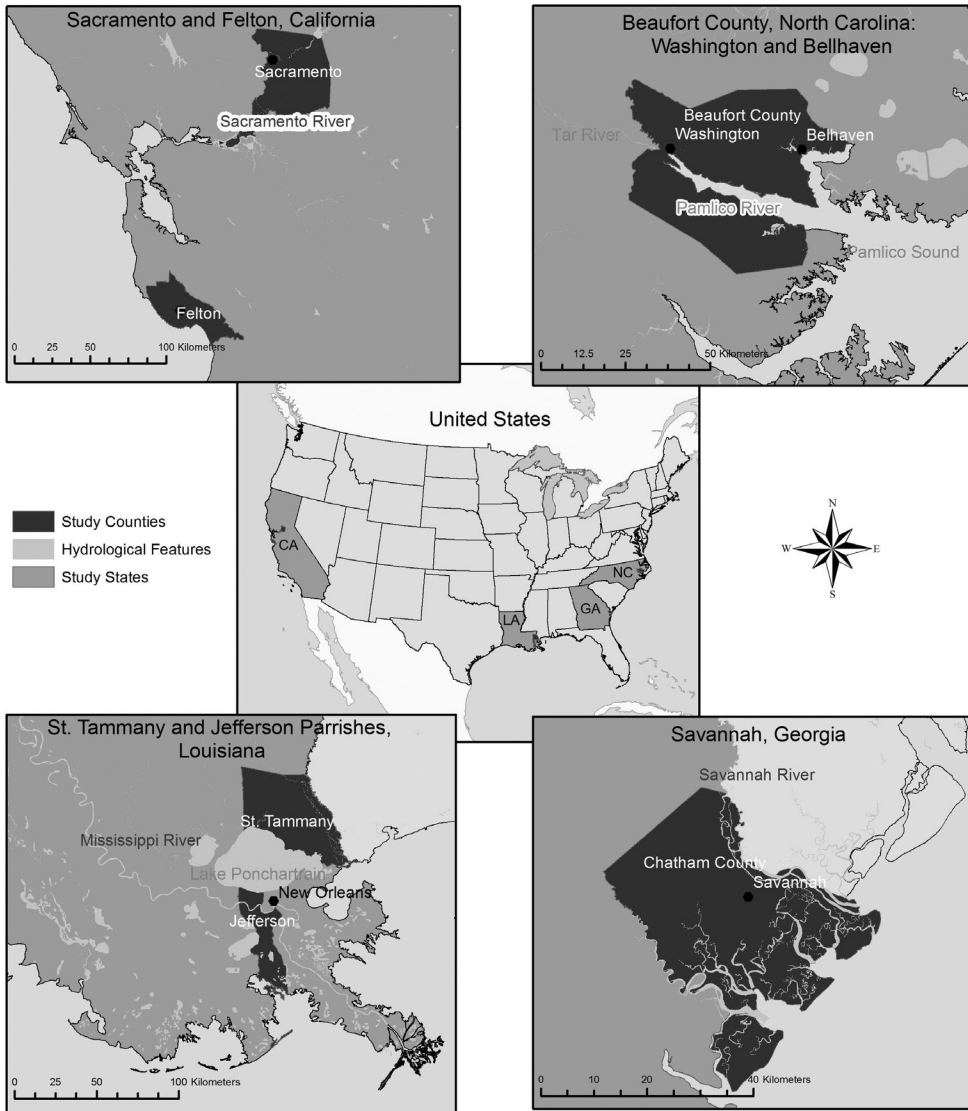 Sacramento and Felton, California
Sacramento
Sacramento River
Felton
0 25 50 100 Kilometers
Beaufort County, North Carolina:
Washington and Bellhaven
Beaufort County
Tar River
Washington
Belhaven
Pamlico River
Pamlico Sound
0 12.5 25 50 Kilometers
United States
CA
NC
GA
LA
Study Counties
Hydrological Features
Study States
N
W
E
S
St. Tammany and Jefferson Parrishes,
Louisiana
St. Tammany
Mississippi River
Lake Ponchartrain
New Orleans
Jefferson
0 25 50 100 Kilometers
Savannah, Georgia
Savannah River
Chatham County
Savannah
0 10 20 40 Kilometers